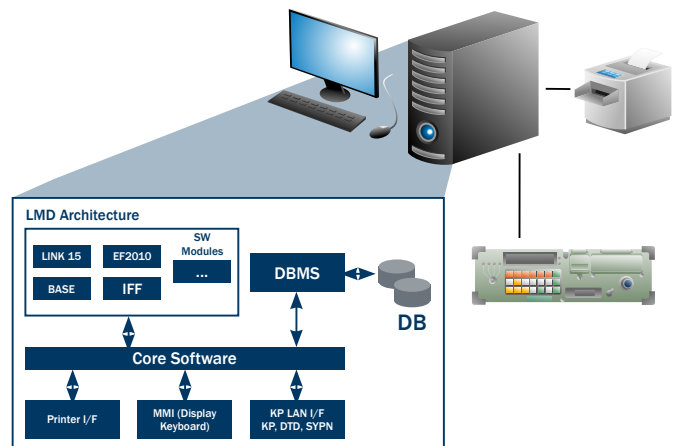 LMD Architecture
SW
Modules
LINK 15
EF2010
...
BASE
IFF
DBMS
DB
Core Software
Printer I/F
MMI (Display
Keyboard)
KP LAN I/F
KP, DTD, SYPN